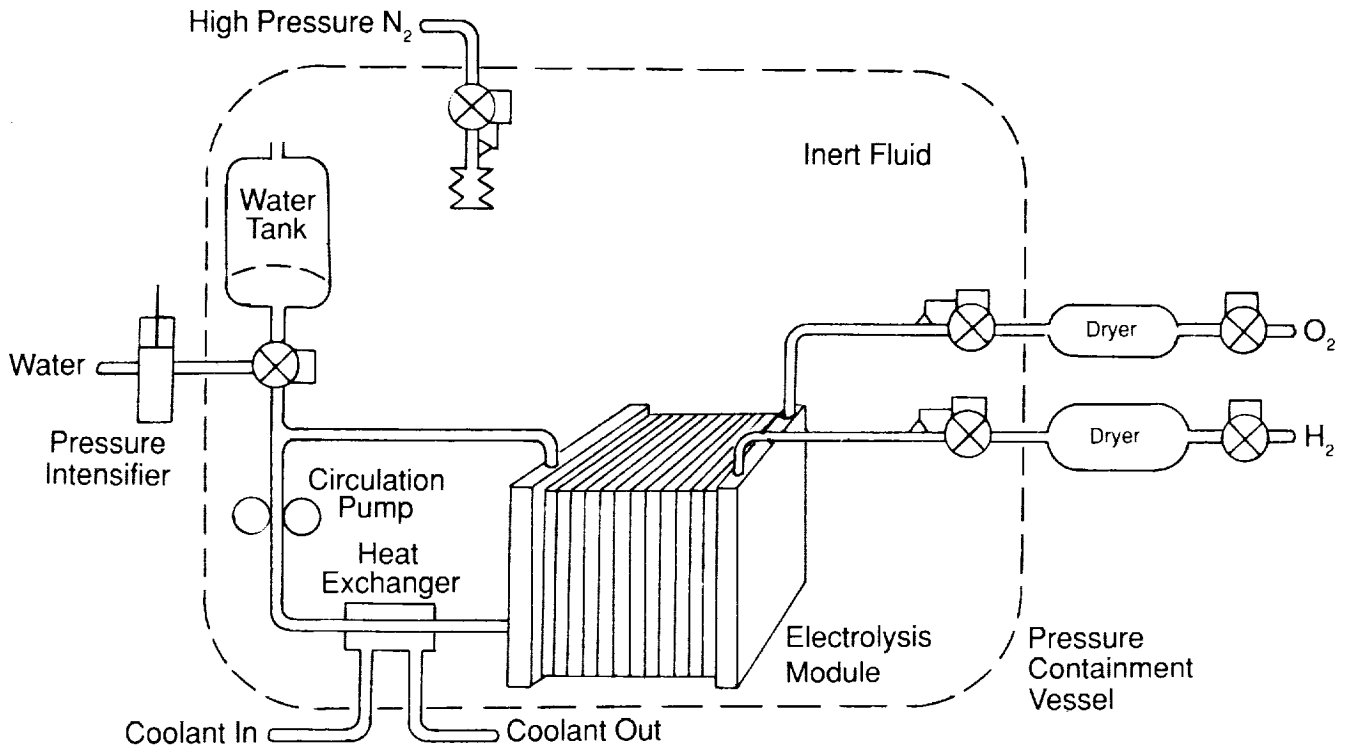 High Pressure N₂
Inert Fluid
Water
Tank
Water
Pressure
Intensifier
Circulation
Pump
Heat
Exchanger
Dryer
O₂
Dryer
H₂
Electrolysis
Module
Pressure
Containment
Vessel
Coolant In
Coolant Out